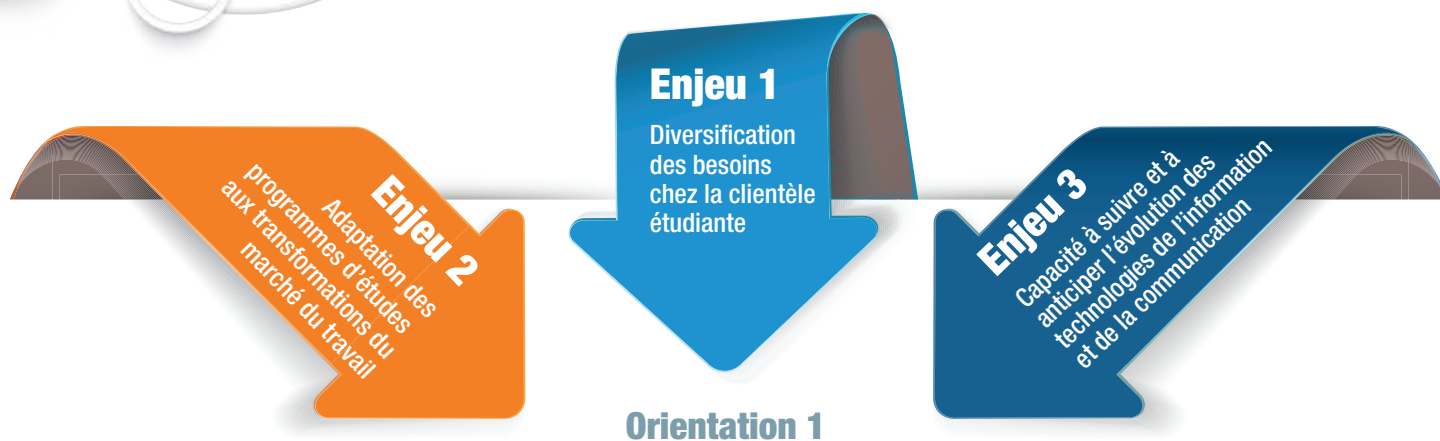 Enjeu 1
Diversification
des besoins
chez la clientèle
étudiante
Enjeu 2
Adaptation des
programmes d'études
aux transformations du
marché du travail
Enjeu 3
Capacité à suivre et à
anticiper l'évolution des
technologies de l'information
et de la communication
Orientation 1